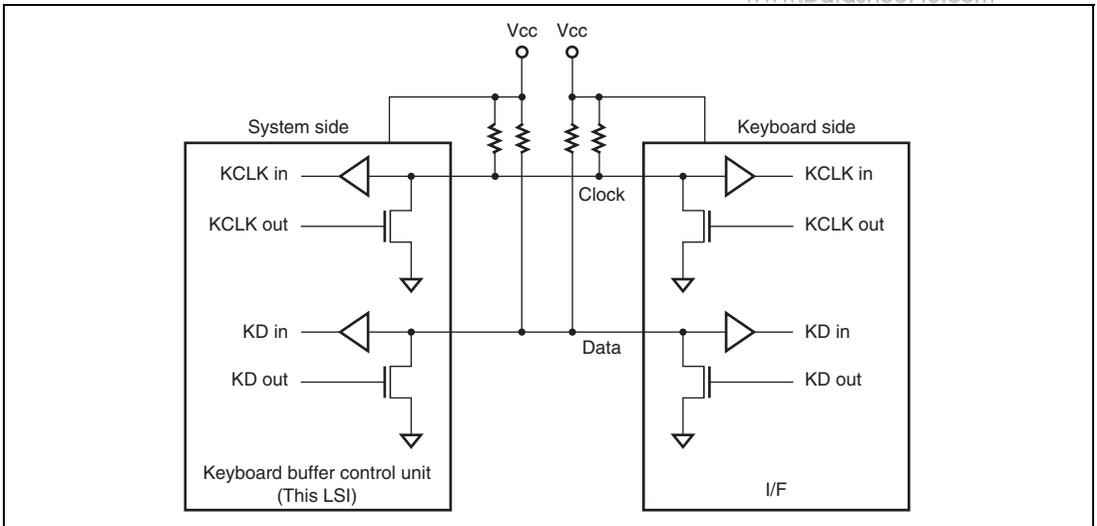 Vcc Vcc
System side
Keyboard side
KCLK in
KCLK in
Clock
KCLK out
KCLK out
KD in
KD in
Data
KD out
KD out
Keyboard buffer control unit
(This LSI)
I/F